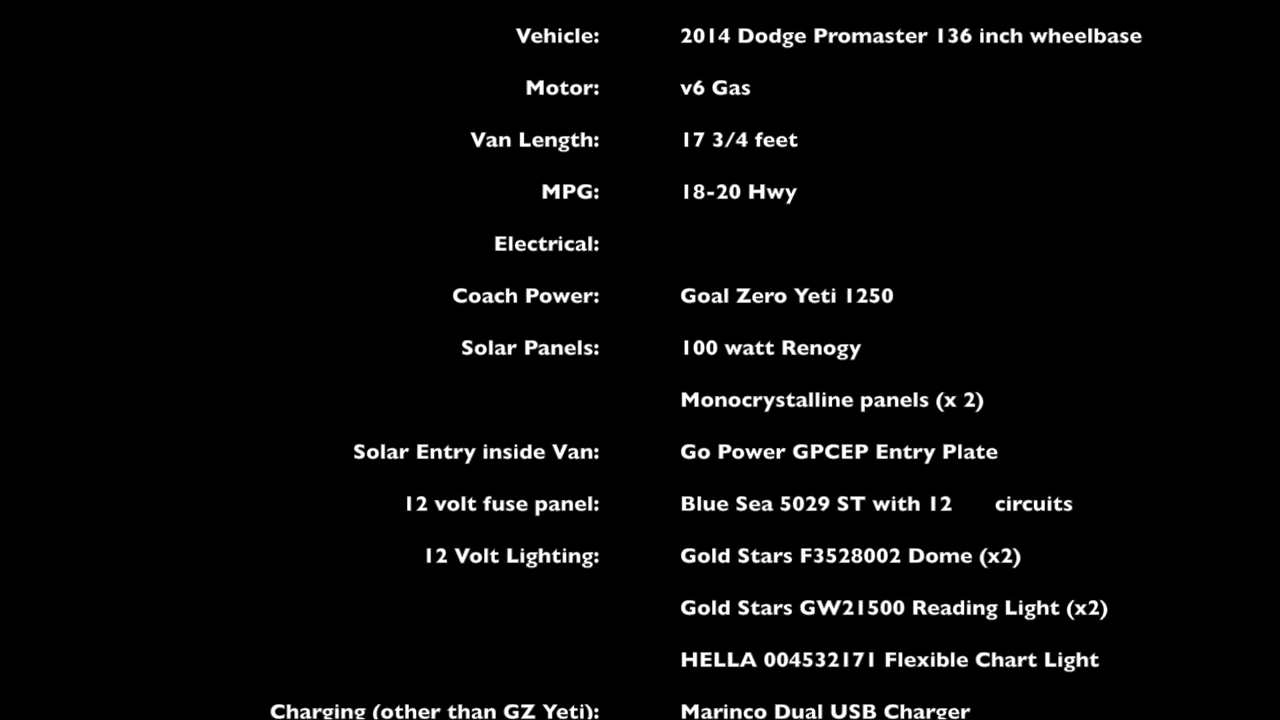 Vehicle: 2014 Dodge Promaster 136 inch wheelbase
Motor: v6 Gas
Van Length: 17 3/4 feet
MPG: 18-20 Hwy
Electrical:
Coach Power: Goal Zero Yeti 1250
Solar Panels: 100 watt Renogy
Monocrystalline panels (x 2)
Solar Entry inside Van: Go Power GPCEP Entry Plate
12 volt fuse panel: Blue Sea 5029 ST with 12 circuits
12 Volt Lighting: Gold Stars F3528002 Dome (x2)
Gold Stars GW21500 Reading Light (x2)
HELLA 004532171 Flexible Chart Light
Charging (other than GZ Yeti): Marinco Dual USB Charger